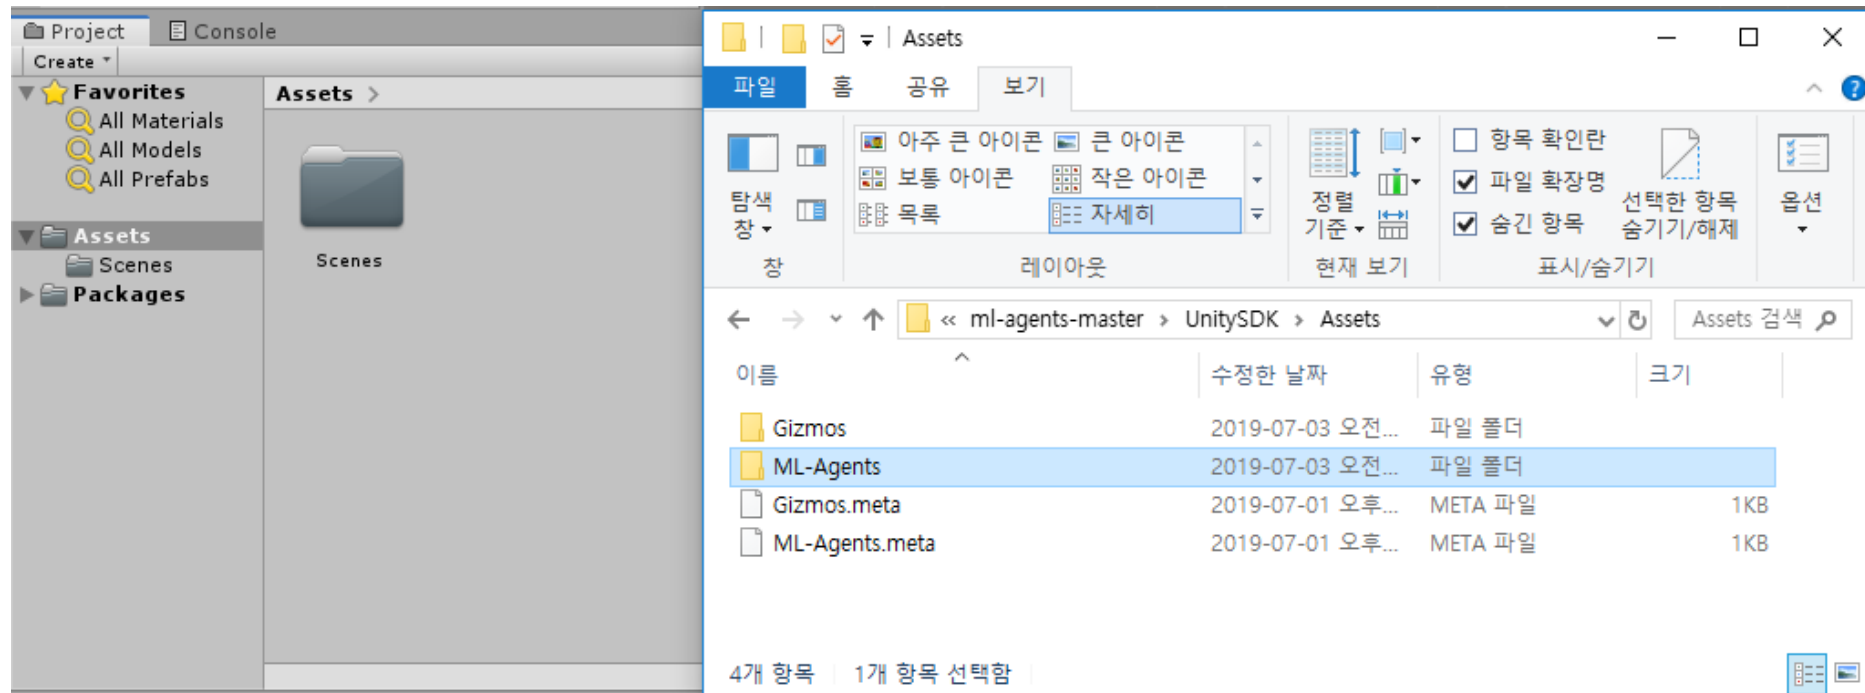 Project
Console
Create
Favorites
All Materials
All Models
All Prefabs
Assets
Scenes
Packages
Assets >
Scenes
Assets
파일
홈
공유
보기
탐색 창
아주 큰 아이콘
큰 아이콘
보통 아이콘
작은 아이콘
목록
자세히
정렬 기준
항목 확인란
파일 확장명
숨긴 항목
선택한 항목
숨기기/해제
옵션
창
레이아웃
현재 보기
표시/숨기기
« ml-agents-master > UnitySDK > Assets
Assets 검색
이름 수정한 날짜 유형 크기
Gizmos 2019-07-03 오전... 파일 폴더
ML-Agents 2019-07-03 오전... 파일 폴더
Gizmos.meta 2019-07-01 오후... META 파일 1KB
ML-Agents.meta 2019-07-01 오후... META 파일 1KB
4개 항목 1개 항목 선택함